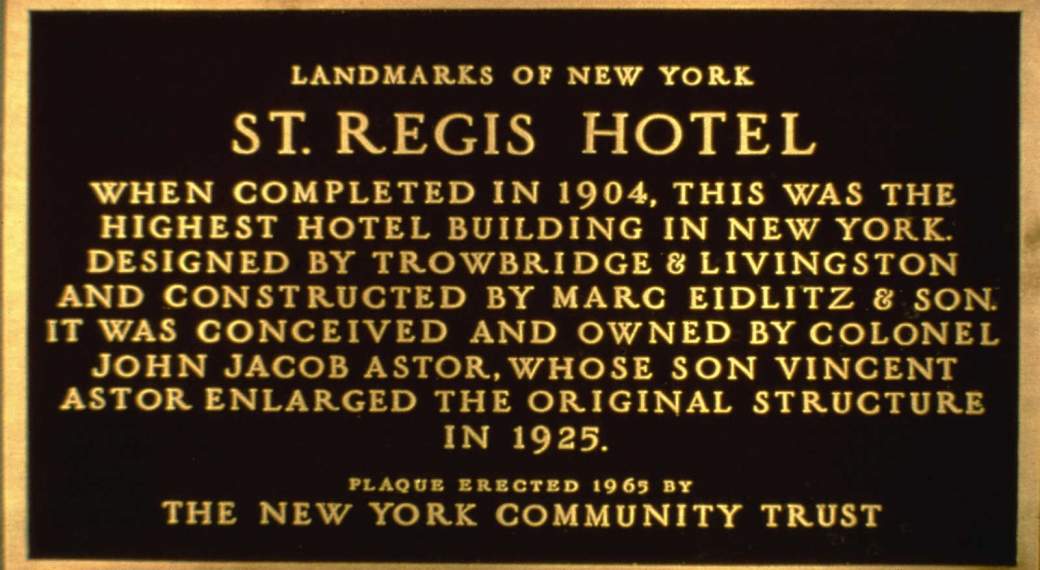 LANDMARKS OF NEW YORK
ST. REGIS HOTEL
WHEN COMPLETED IN 1904, THIS WAS THE
HIGHEST HOTEL BUILDING IN NEW YORK.
DESIGNED BY TROWBRIDGE & LIVINGSTON
AND CONSTRUCTED BY MARC EIDLITZ & SON.
IT WAS CONCEIVED AND OWNED BY COLONEL
JOHN JACOB ASTOR, WHOSE SON VINCENT
ASTOR ENLARGED THE ORIGINAL STRUCTURE
IN 1925.
PLAQUE ERECTED 1965 BY
THE NEW YORK COMMUNITY TRUST